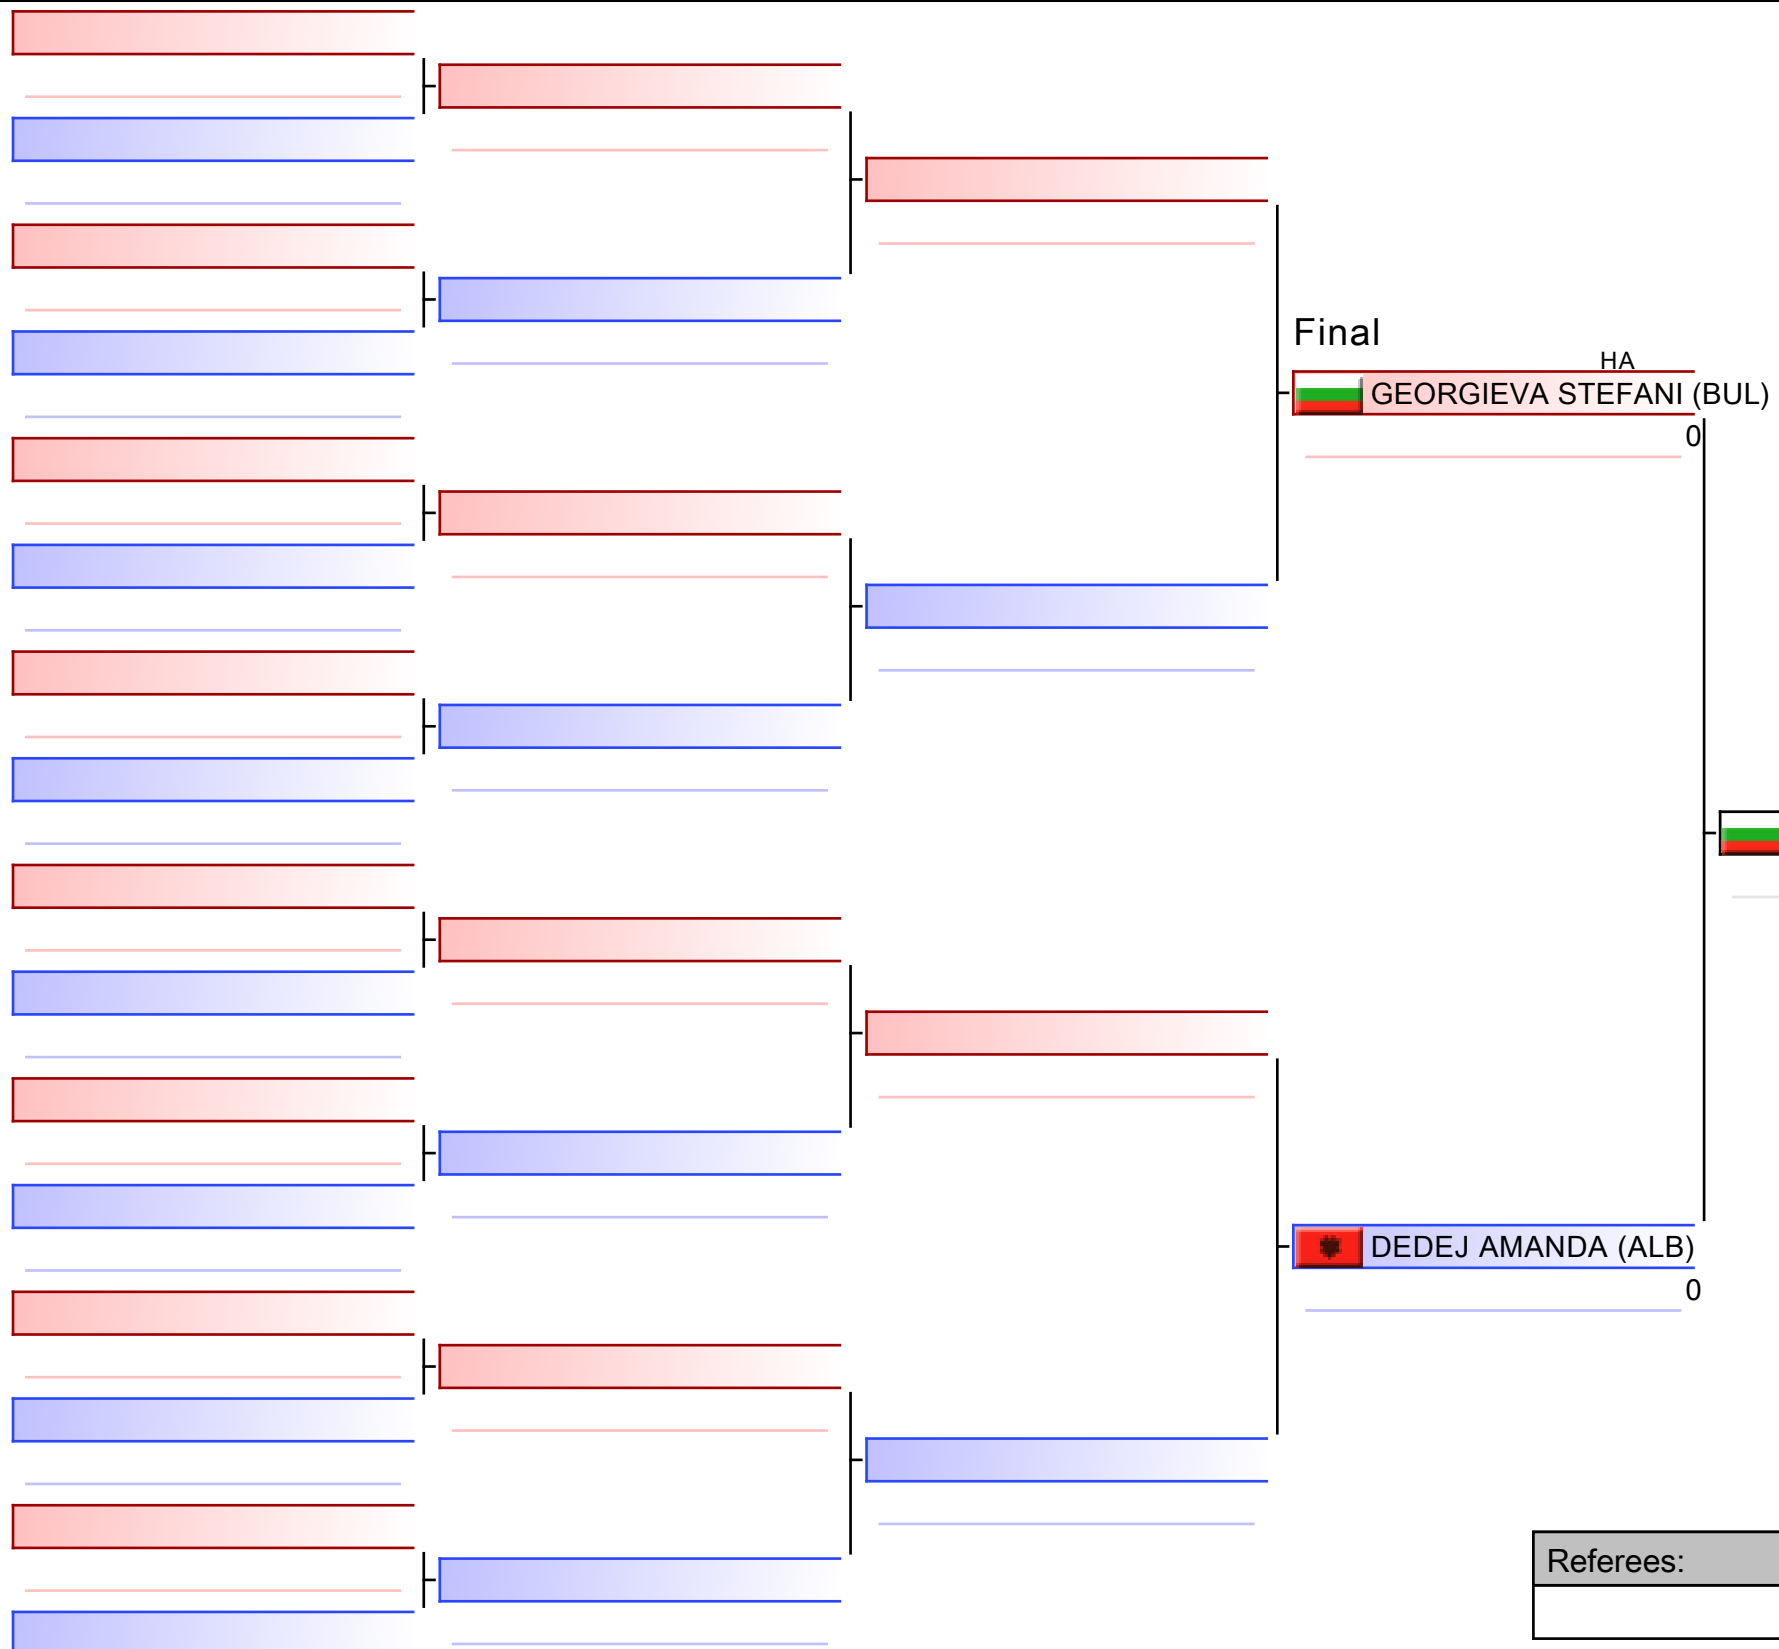 Final
HA
GEORGIEVA STEFANI (BUL)
0
DEDEJ AMANDA (ALB)
0
Referees: